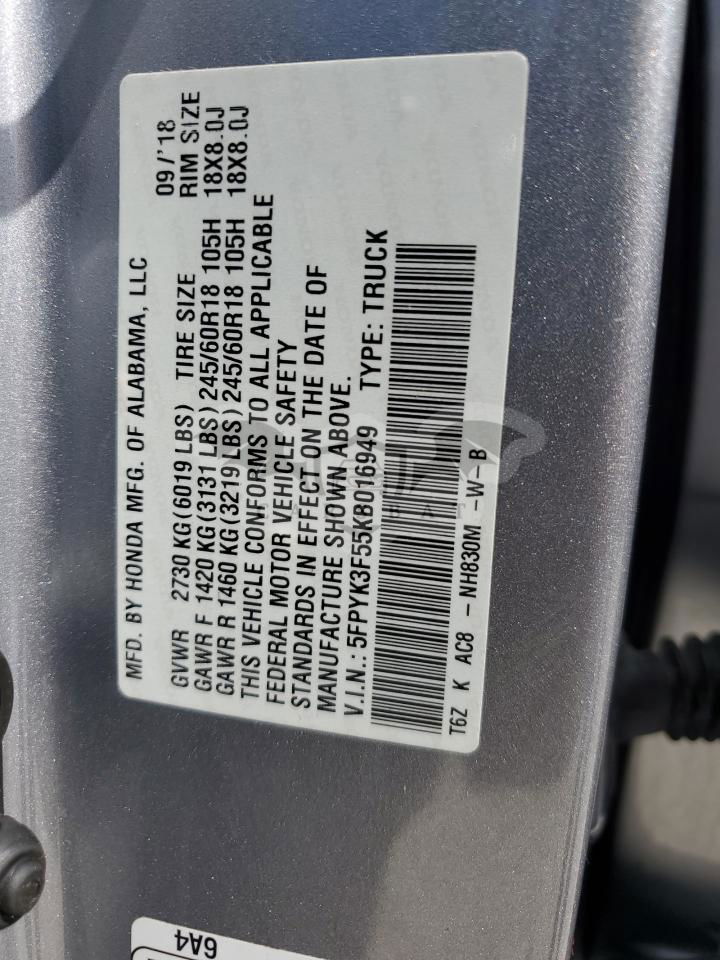 MFD. BY HONDA MFG. OF ALABAMA, LLC 09/'18
GVWR 2730 KG (6019 LBS) TIRE SIZE RIM SIZE
GAWR F 1420 KG (3131 LBS) 245/60R18 105H 18X8.0J
GAWR R 1460 KG (3219 LBS) 245/60R18 105H 18X8.0J
THIS VEHICLE CONFORMS TO ALL APPLICABLE
FEDERAL MOTOR VEHICLE SAFETY
STANDARDS IN EFFECT ON THE DATE OF
MANUFACTURE SHOWN ABOVE.
V.I.N.: 5FPYK3F55KB016949 TYPE: TRUCK
T6Z K AC8 - NH830M -W-B
6A4